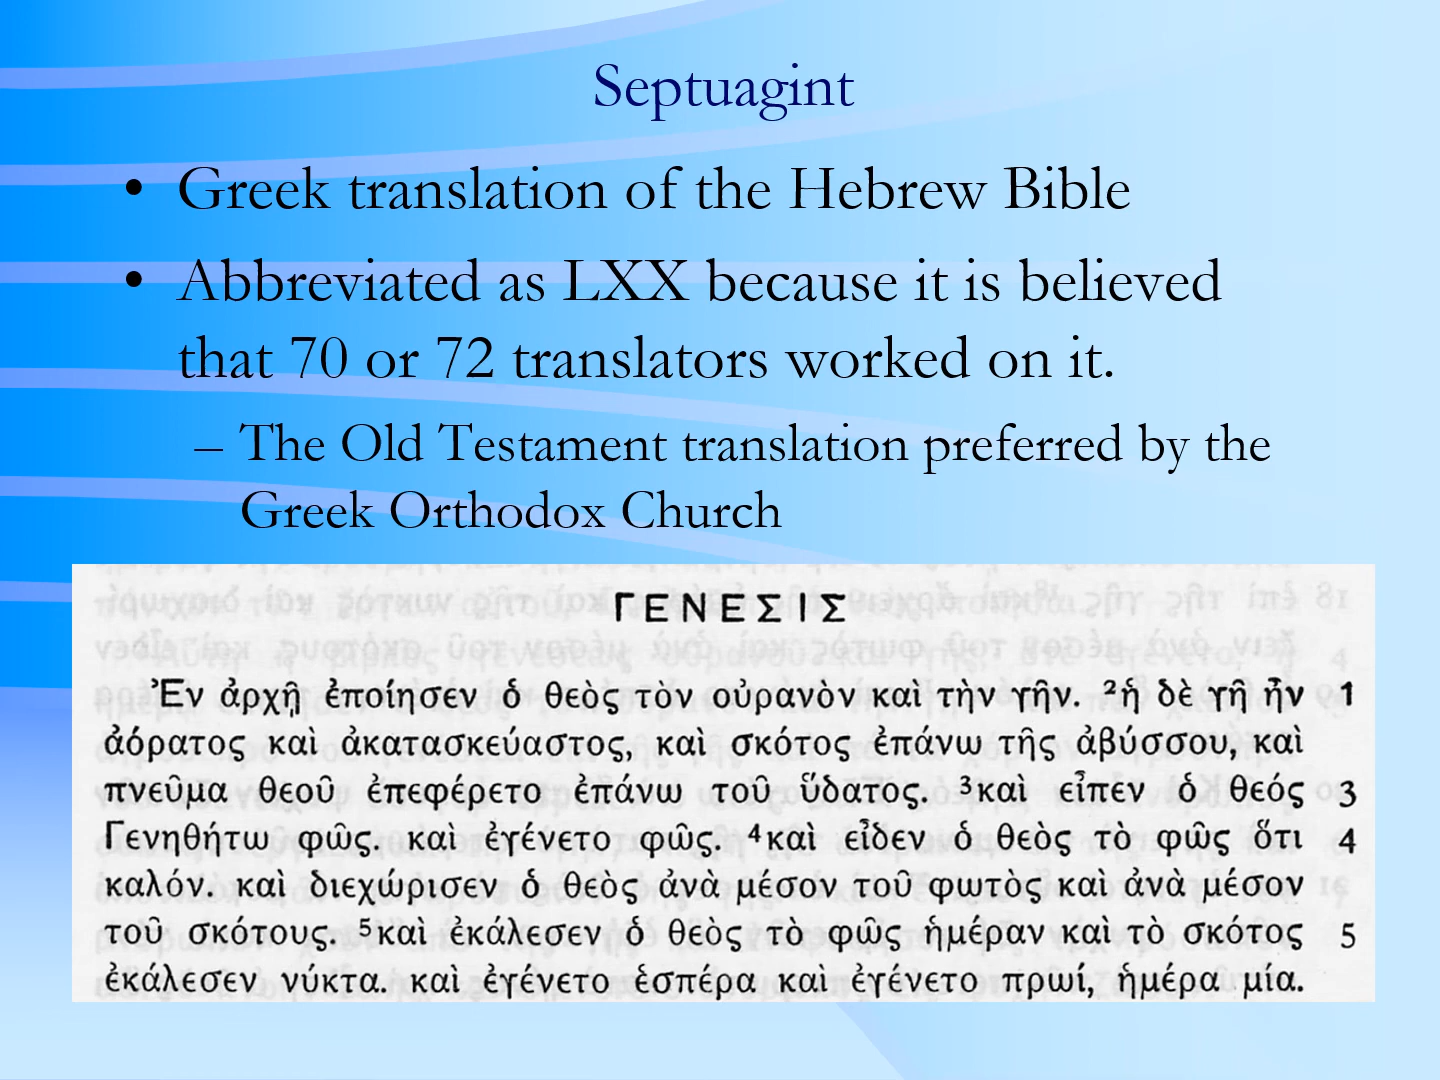 Septuagint
• Greek translation of the Hebrew Bible
• Abbreviated as LXX because it is believed
that 70 or 72 translators worked on it.
– The Old Testament translation preferred by the
Greek Orthodox Church
ΓΕΝΕΣΙΣ
Ἐν ἀρχῇ ἐποίησεν ὁ θεὸς τὸν οὐρανὸν καὶ τὴν γῆν. ²ἡ δὲ γῆ ἦν 1
ἀόρατος καὶ ἀκατασκεύαστος, καὶ σκότος ἐπάνω τῆς ἀβύσσου, καὶ
πνεῦμα θεοῦ ἐπεφέρετο ἐπάνω τοῦ ὕδατος. ³καὶ εἶπεν ὁ θεός 3
Γενηθήτω φῶς. καὶ ἐγένετο φῶς. ⁴καὶ εἶδεν ὁ θεὸς τὸ φῶς ὅτι 4
καλόν. καὶ διεχώρισεν ὁ θεὸς ἀνὰ μέσον τοῦ φωτὸς καὶ ἀνὰ μέσον
τοῦ σκότους. ⁵καὶ ἐκάλεσεν ὁ θεὸς τὸ φῶς ἡμέραν καὶ τὸ σκότος 5
ἐκάλεσεν νύκτα. καὶ ἐγένετο ἑσπέρα καὶ ἐγένετο πρωί, ἡμέρα μία.